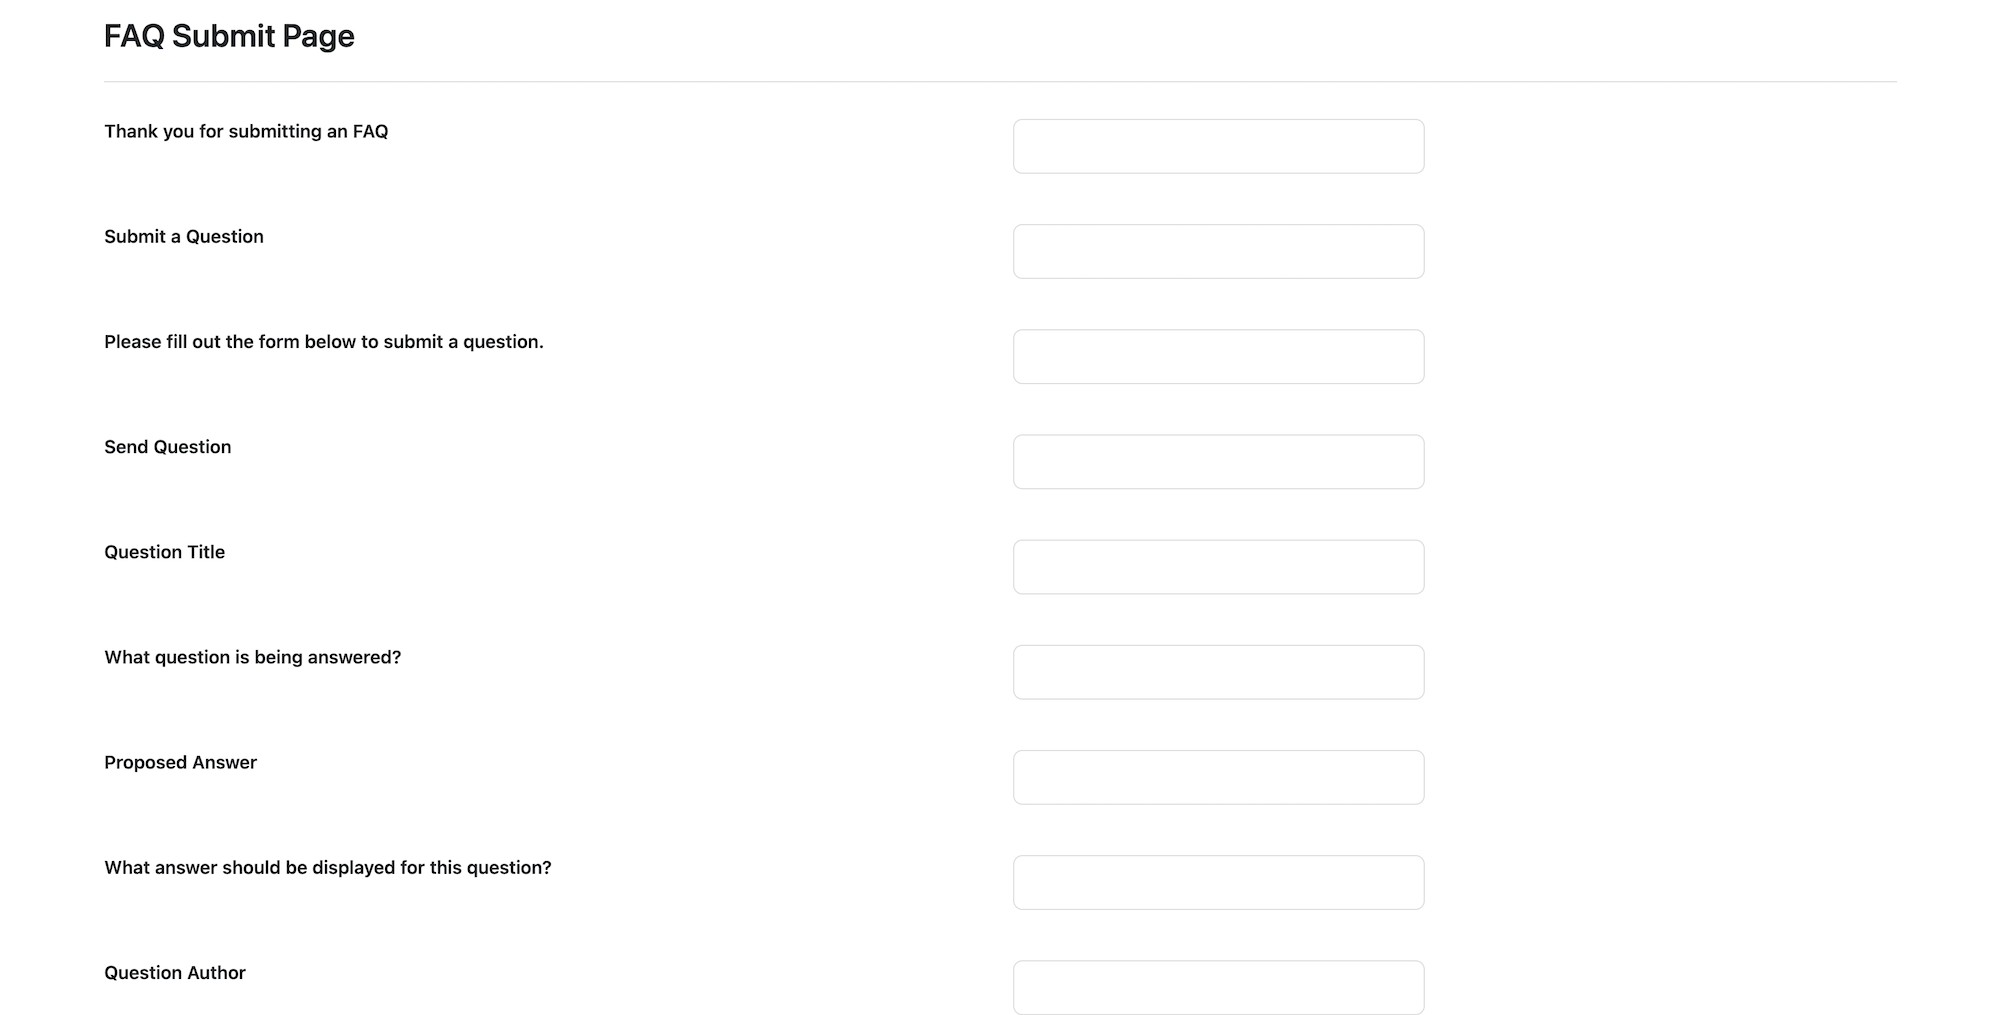 FAQ Submit Page
Thank you for submitting an FAQ
Submit a Question
Please fill out the form below to submit a question.
Send Question
Question Title
What question is being answered?
Proposed Answer
What answer should be displayed for this question?
Question Author